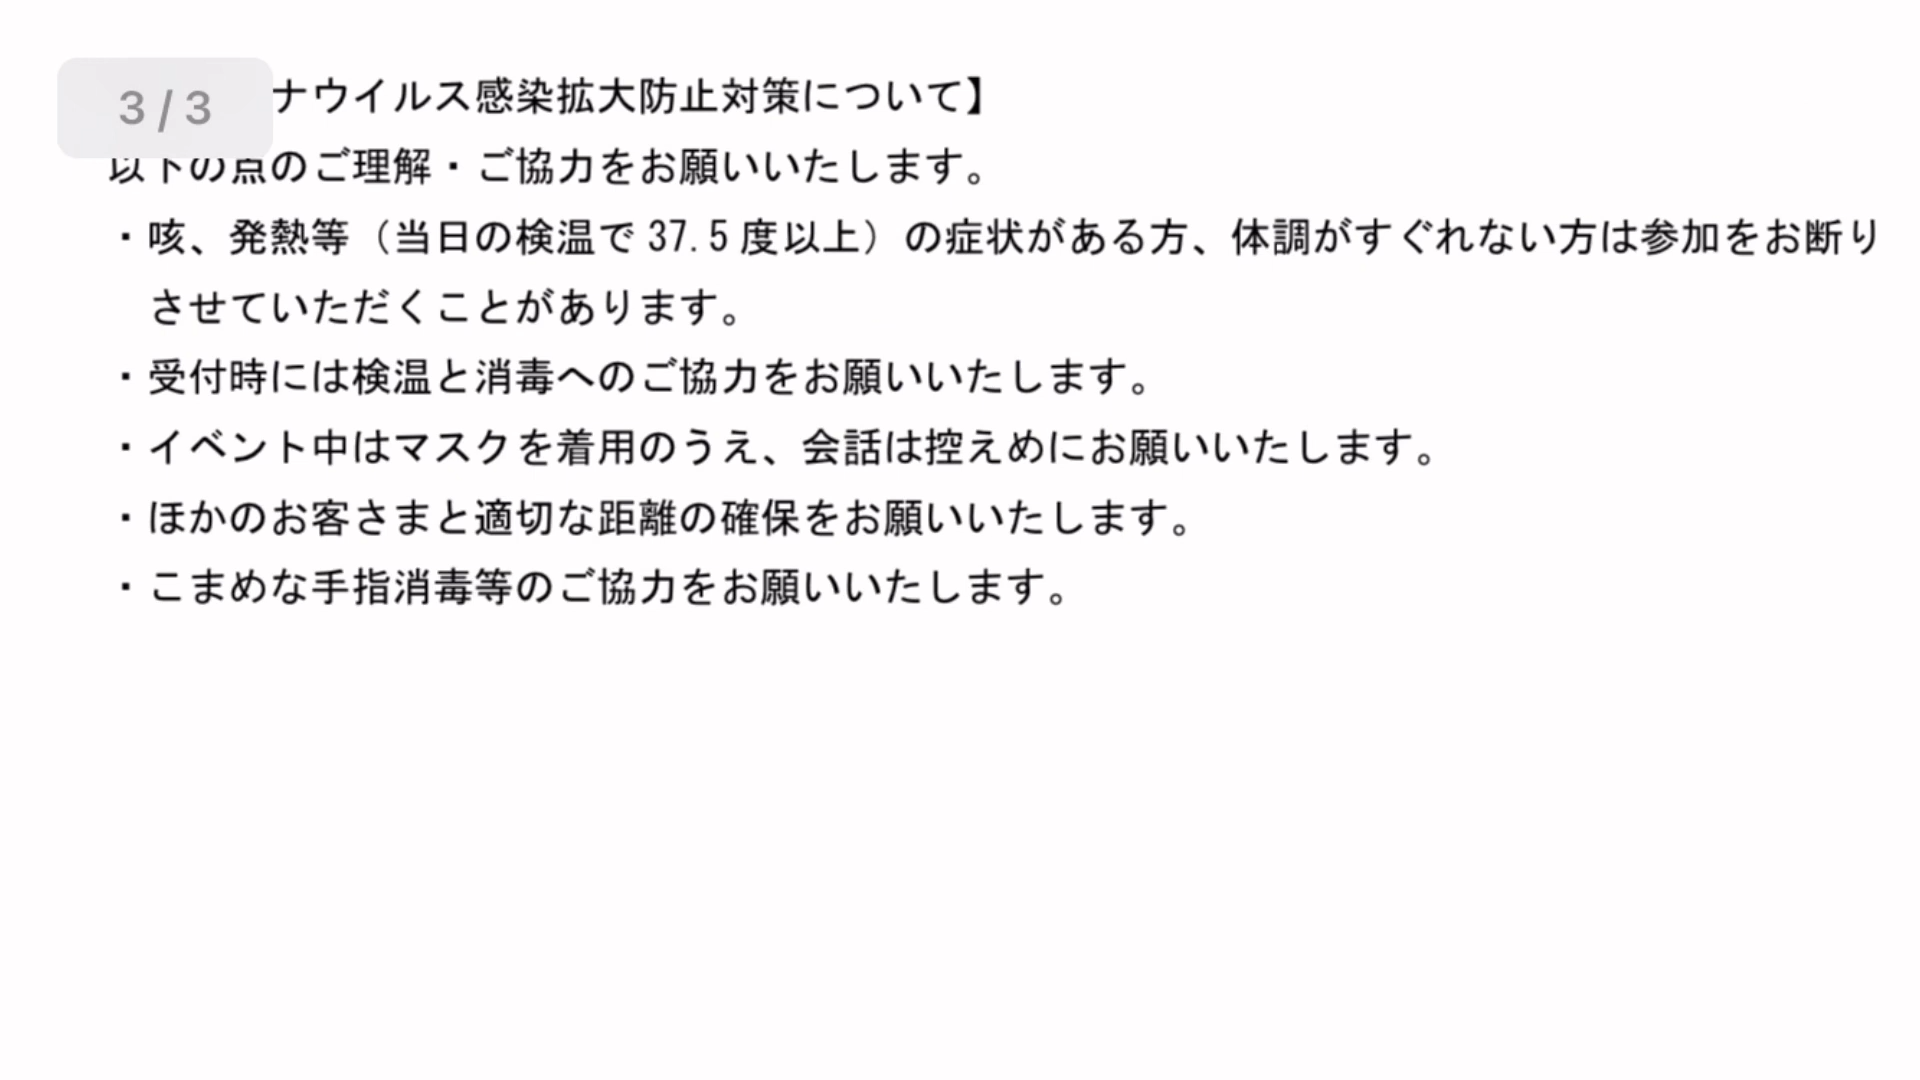 3 / 3
ナウイルス感染拡大防止対策について】
以下の点のご理解・ご協力をお願いいたします。
・咳、発熱等（当日の検温で 37.5 度以上）の症状がある方、体調がすぐれない方は参加をお断り
させていただくことがあります。
・受付時には検温と消毒へのご協力をお願いいたします。
・イベント中はマスクを着用のうえ、会話は控えめにお願いいたします。
・ほかのお客さまと適切な距離の確保をお願いいたします。
・こまめな手指消毒等のご協力をお願いいたします。